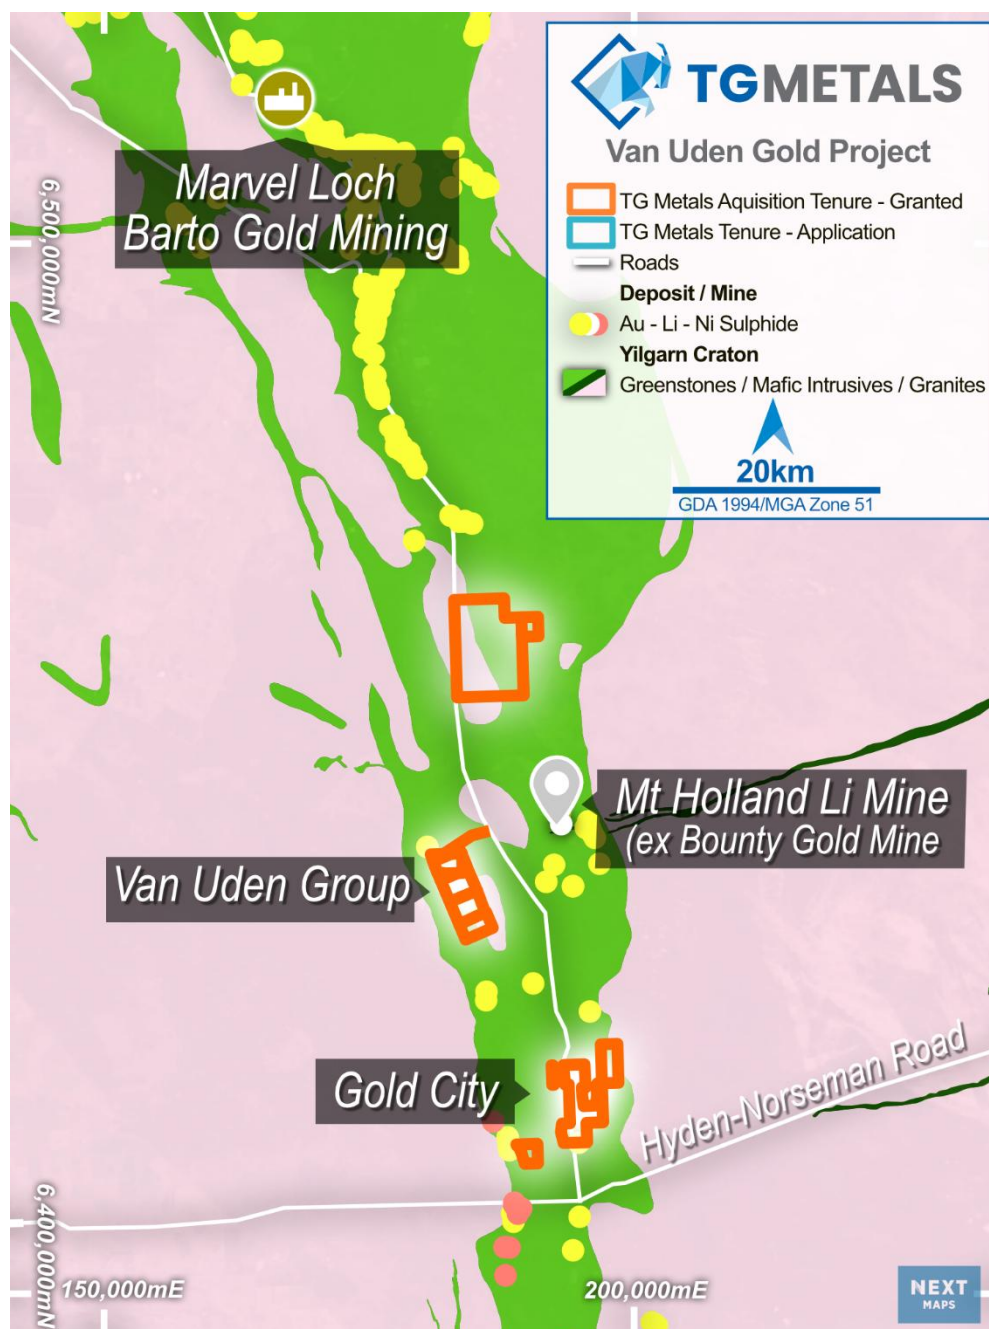 TGMETALS
Van Uden Gold Project
TG Metals Aquisition Tenure - Granted
TG Metals Tenure - Application
Roads
Deposit / Mine
Au - Li - Ni Sulphide
Yilgarn Craton
Greenstones / Mafic Intrusives / Granites
20km
GDA 1994/MGA Zone 51
Marvel Loch
Barto Gold Mining
6,500,000mN
Mt Holland Li Mine
(ex Bounty Gold Mine
Van Uden Group
Gold City
Hyden-Norseman Road
6,400,000mN
150,000mE
200,000mE
NEXT
MAPS